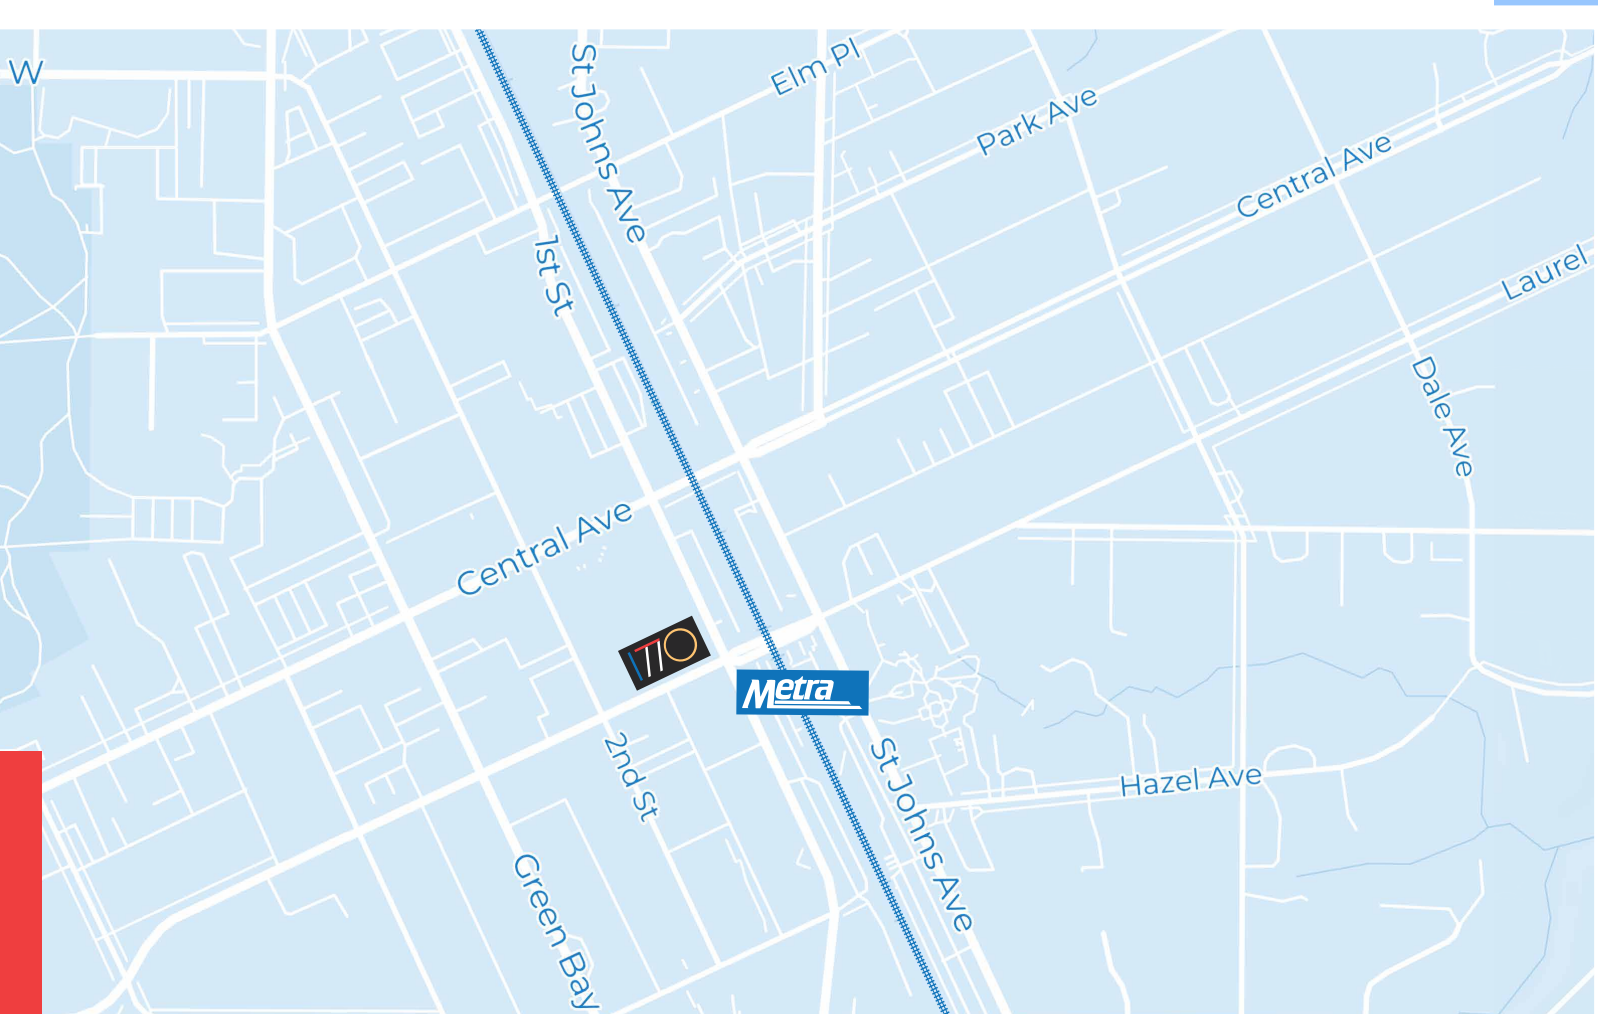 W
St Johns Ave
Elm Pl
Park Ave
Central Ave
1st St
Laurel
Dale Ave
Central Ave
1770
Metra
2nd St
St Johns Ave
Hazel Ave
Green Bay